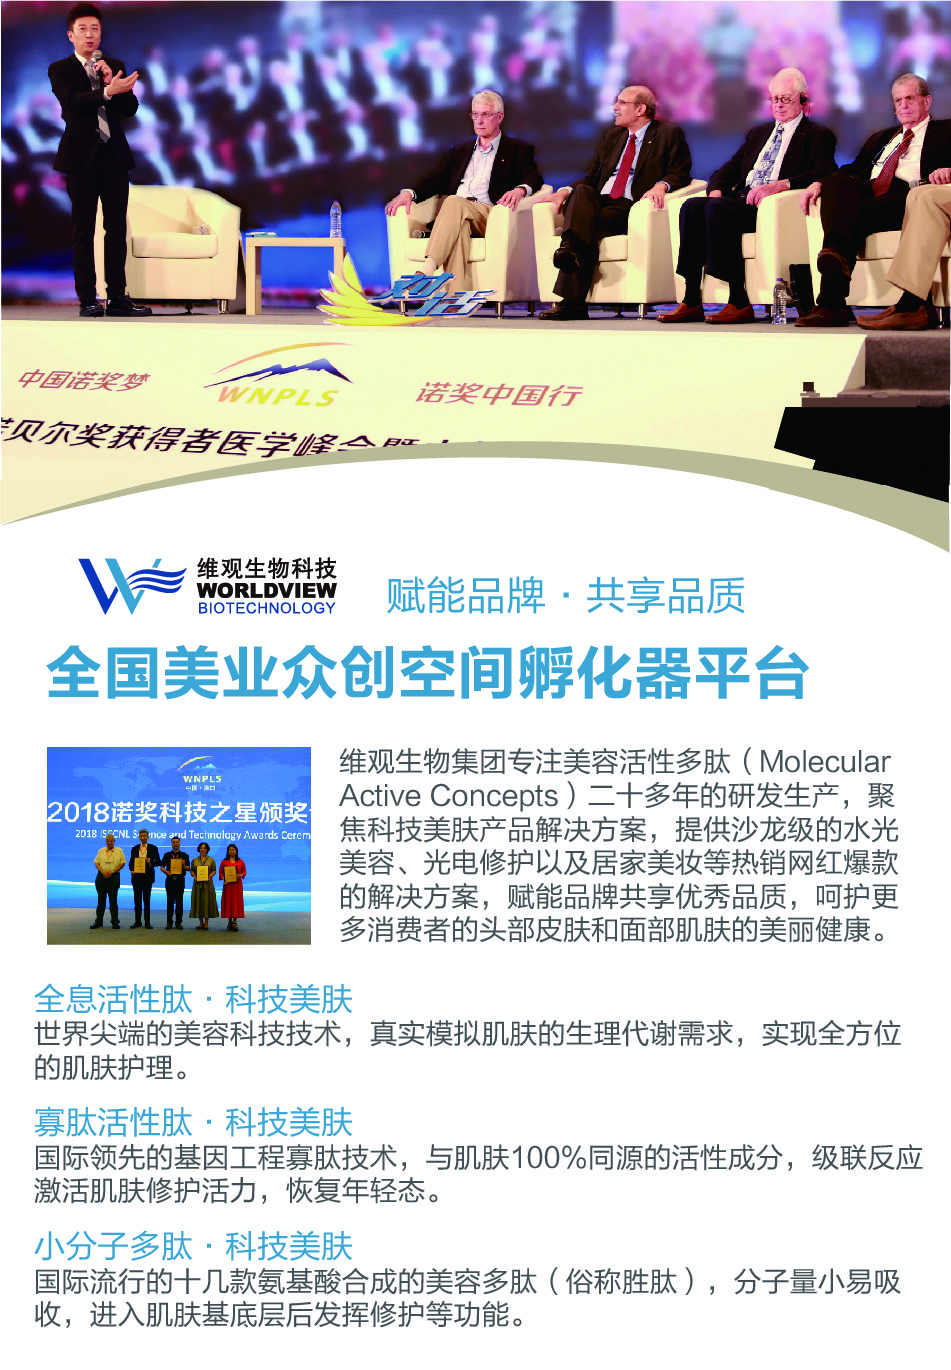 对话
中国诺奖梦
WNPLS
诺奖中国行
诺贝尔奖获得者医学峰会暨
维观生物科技
WORLDVIEW
BIOTECHNOLOGY
赋能品牌·共享品质
全国美业众创空间孵化器平台
WNPLS
中国·海口
2018诺奖科技之星颁奖
2018 ISCCNL Science and Technology Awards Cerem
维观生物集团专注美容活性多肽（Molecular
Active Concepts）二十多年的研发生产，聚
焦科技美肤产品解决方案，提供沙龙级的水光
美容、光电修护以及居家美妆等热销网红爆款
的解决方案，赋能品牌共享优秀品质，呵护更
多消费者的头部皮肤和面部肌肤的美丽健康。
全息活性肽·科技美肤
世界尖端的美容科技技术，真实模拟肌肤的生理代谢需求，实现全方位
的肌肤护理。
寡肽活性肽·科技美肤
国际领先的基因工程寡肽技术，与肌肤100%同源的活性成分，级联反应
激活肌肤修护活力，恢复年轻态。
小分子多肽·科技美肤
国际流行的十几款氨基酸合成的美容多肽（俗称胜肽），分子量小易吸
收，进入肌肤基底层后发挥修护等功能。